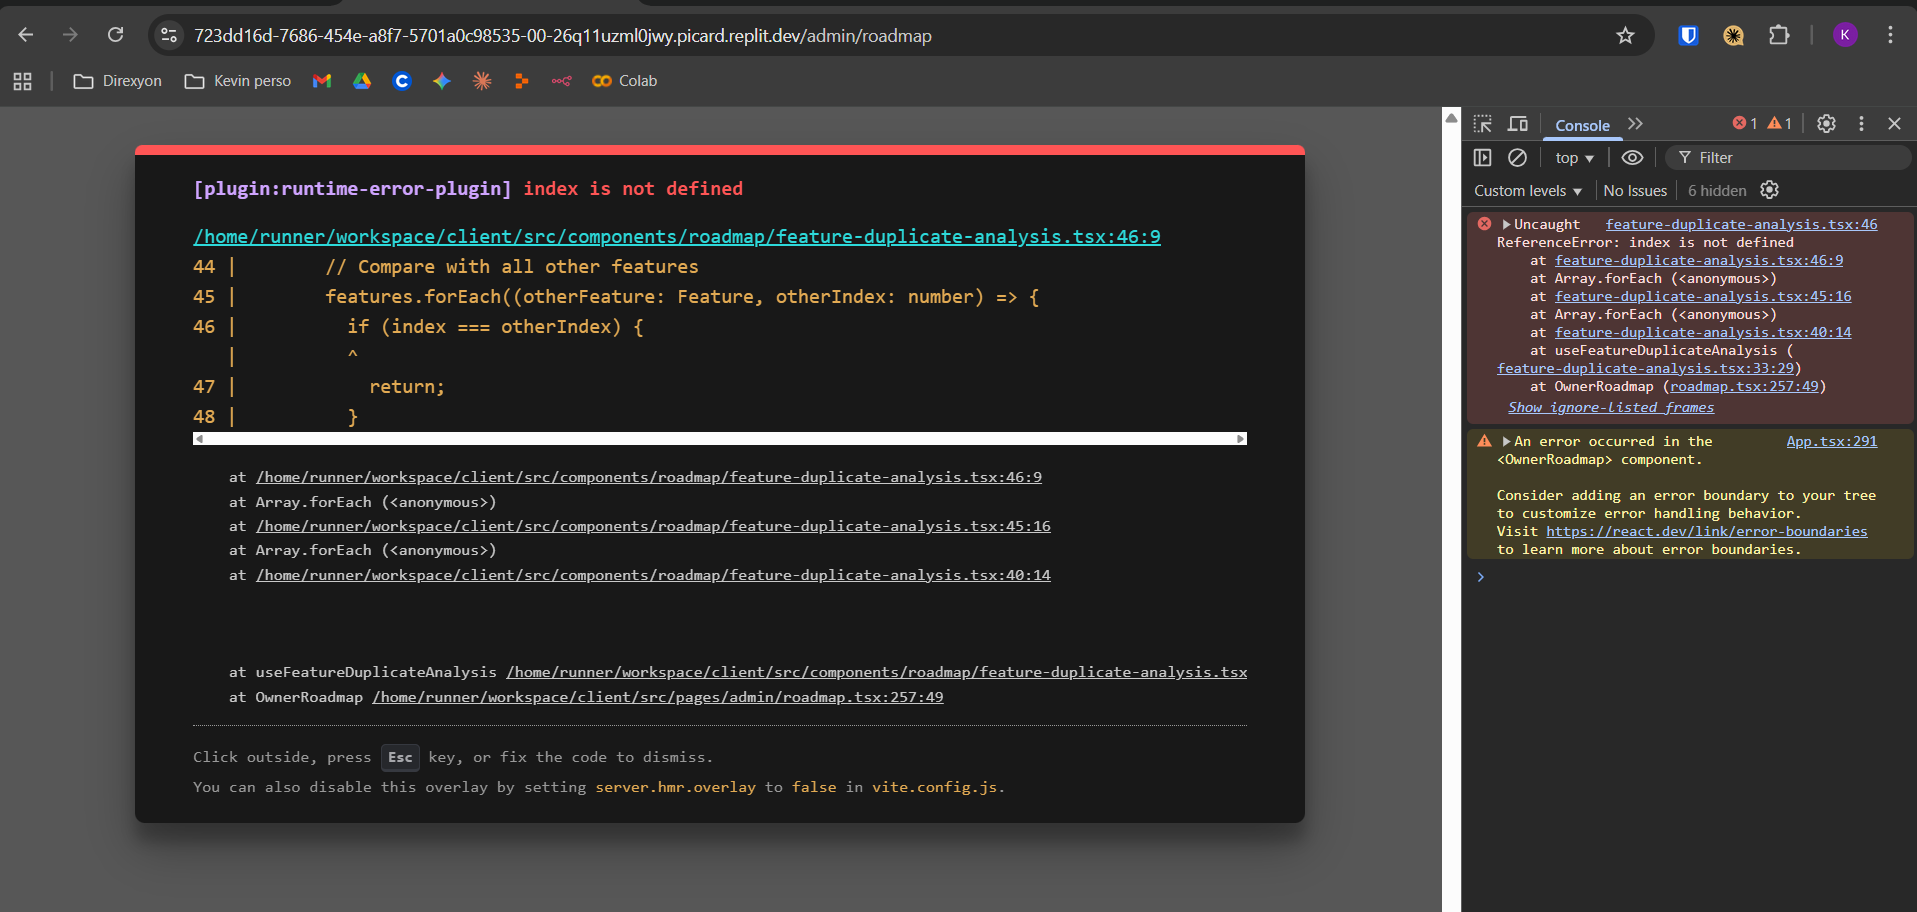 723dd16d-7686-454e-a8f7-5701a0c98535-00-26q11uzml0jwy.picard.replit.dev/admin/roadmap
K
Direxyon
Kevin perso
Colab
[plugin:runtime-error-plugin] index is not defined
/home/runner/workspace/client/src/components/roadmap/feature-duplicate-analysis.tsx:46:9
44 | // Compare with all other features
45 | features.forEach((otherFeature: Feature, otherIndex: number) => {
46 | if (index === otherIndex) {
| ^
47 | return;
48 | }
at /home/runner/workspace/client/src/components/roadmap/feature-duplicate-analysis.tsx:46:9
at Array.forEach (<anonymous>)
at /home/runner/workspace/client/src/components/roadmap/feature-duplicate-analysis.tsx:45:16
at Array.forEach (<anonymous>)
at /home/runner/workspace/client/src/components/roadmap/feature-duplicate-analysis.tsx:40:14
at useFeatureDuplicateAnalysis /home/runner/workspace/client/src/components/roadmap/feature-duplicate-analysis.tsx
at OwnerRoadmap /home/runner/workspace/client/src/pages/admin/roadmap.tsx:257:49
Click outside, press Esc key, or fix the code to dismiss.
You can also disable this overlay by setting server.hmr.overlay to false in vite.config.js.
Console
1 1
top
Filter
Custom levels
No Issues
6 hidden
Uncaught feature-duplicate-analysis.tsx:46
ReferenceError: index is not defined
at feature-duplicate-analysis.tsx:46:9
at Array.forEach (<anonymous>)
at feature-duplicate-analysis.tsx:45:16
at Array.forEach (<anonymous>)
at feature-duplicate-analysis.tsx:40:14
at useFeatureDuplicateAnalysis (
feature-duplicate-analysis.tsx:33:29)
at OwnerRoadmap (roadmap.tsx:257:49)
Show ignore-listed frames
An error occurred in the App.tsx:291
<OwnerRoadmap> component.
Consider adding an error boundary to your tree
to customize error handling behavior.
Visit https://react.dev/link/error-boundaries
to learn more about error boundaries.